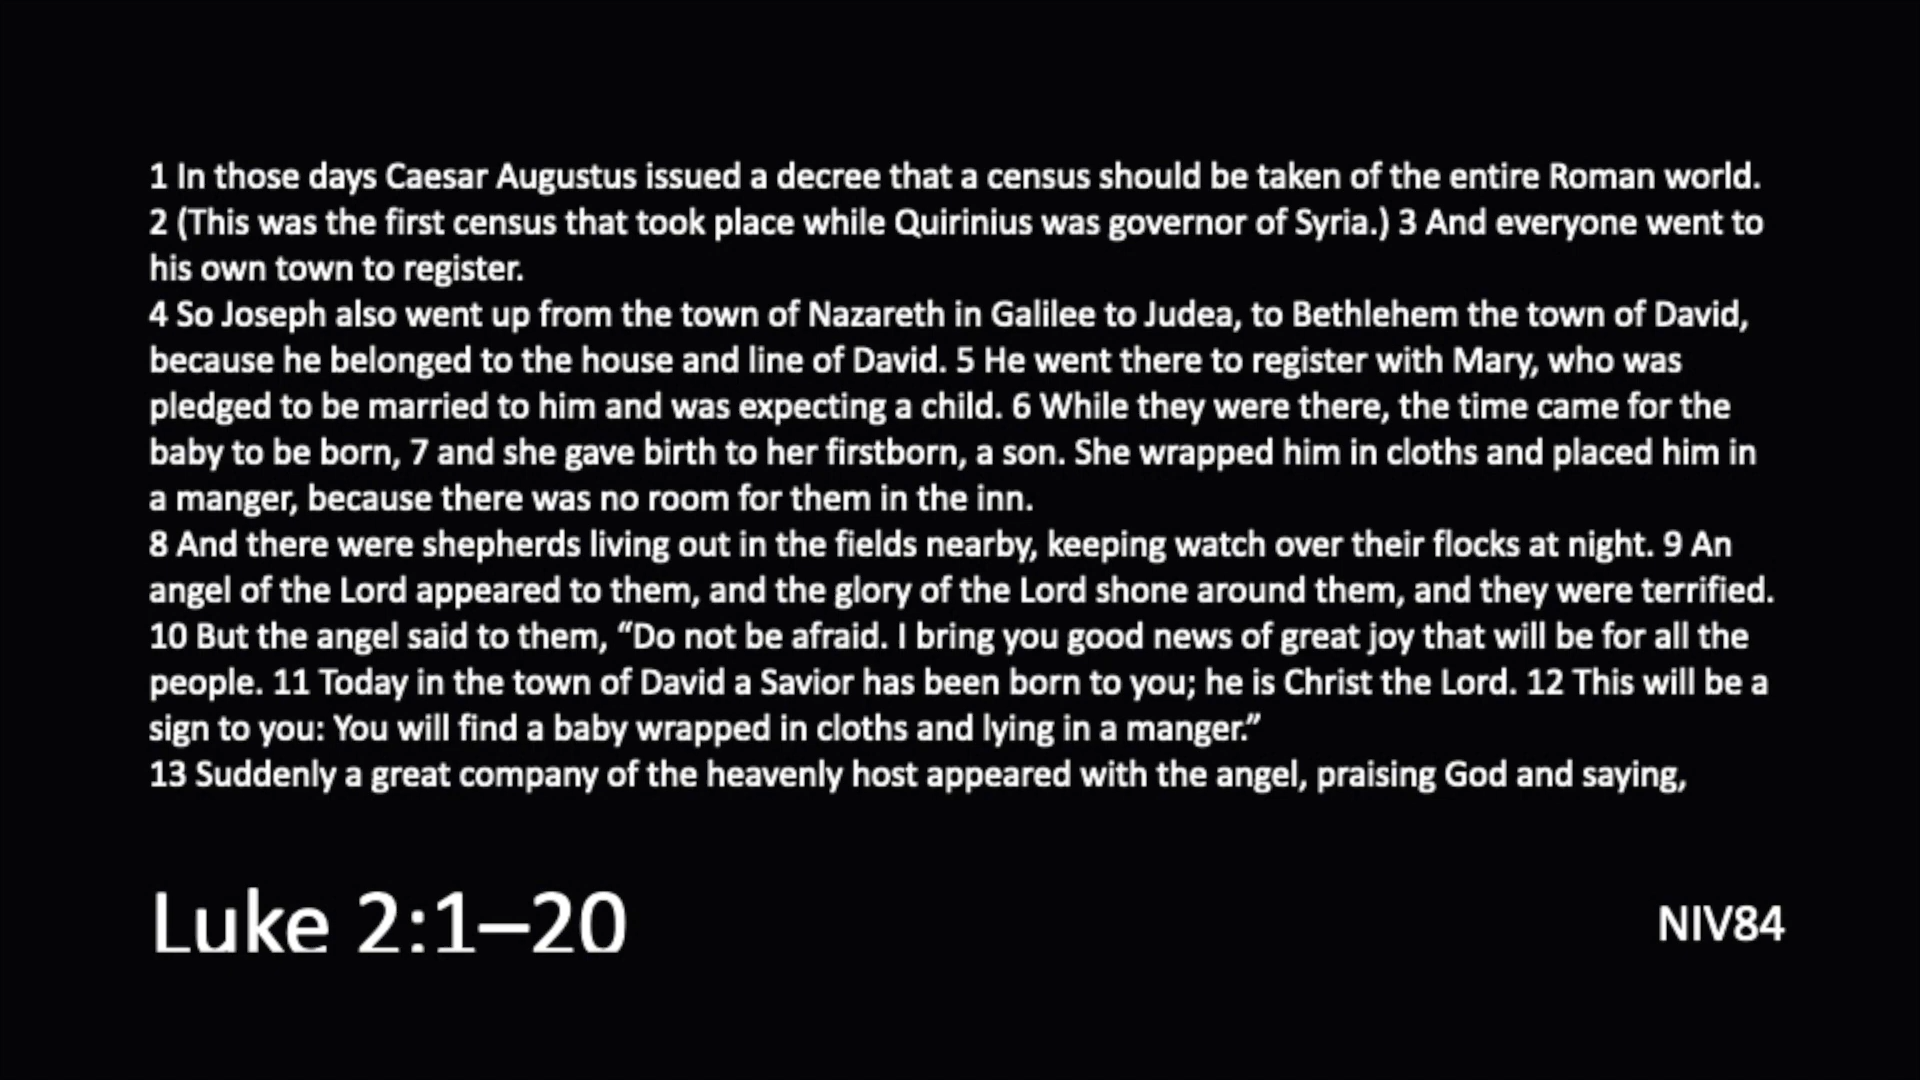 1 In those days Caesar Augustus issued a decree that a census should be taken of the entire Roman world.
2 (This was the first census that took place while Quirinius was governor of Syria.) 3 And everyone went to
his own town to register.
4 So Joseph also went up from the town of Nazareth in Galilee to Judea, to Bethlehem the town of David,
because he belonged to the house and line of David. 5 He went there to register with Mary, who was
pledged to be married to him and was expecting a child. 6 While they were there, the time came for the
baby to be born, 7 and she gave birth to her firstborn, a son. She wrapped him in cloths and placed him in
a manger, because there was no room for them in the inn.
8 And there were shepherds living out in the fields nearby, keeping watch over their flocks at night. 9 An
angel of the Lord appeared to them, and the glory of the Lord shone around them, and they were terrified.
10 But the angel said to them, “Do not be afraid. I bring you good news of great joy that will be for all the
people. 11 Today in the town of David a Savior has been born to you; he is Christ the Lord. 12 This will be a
sign to you: You will find a baby wrapped in cloths and lying in a manger.”
13 Suddenly a great company of the heavenly host appeared with the angel, praising God and saying,
Luke 2:1–20
NIV84